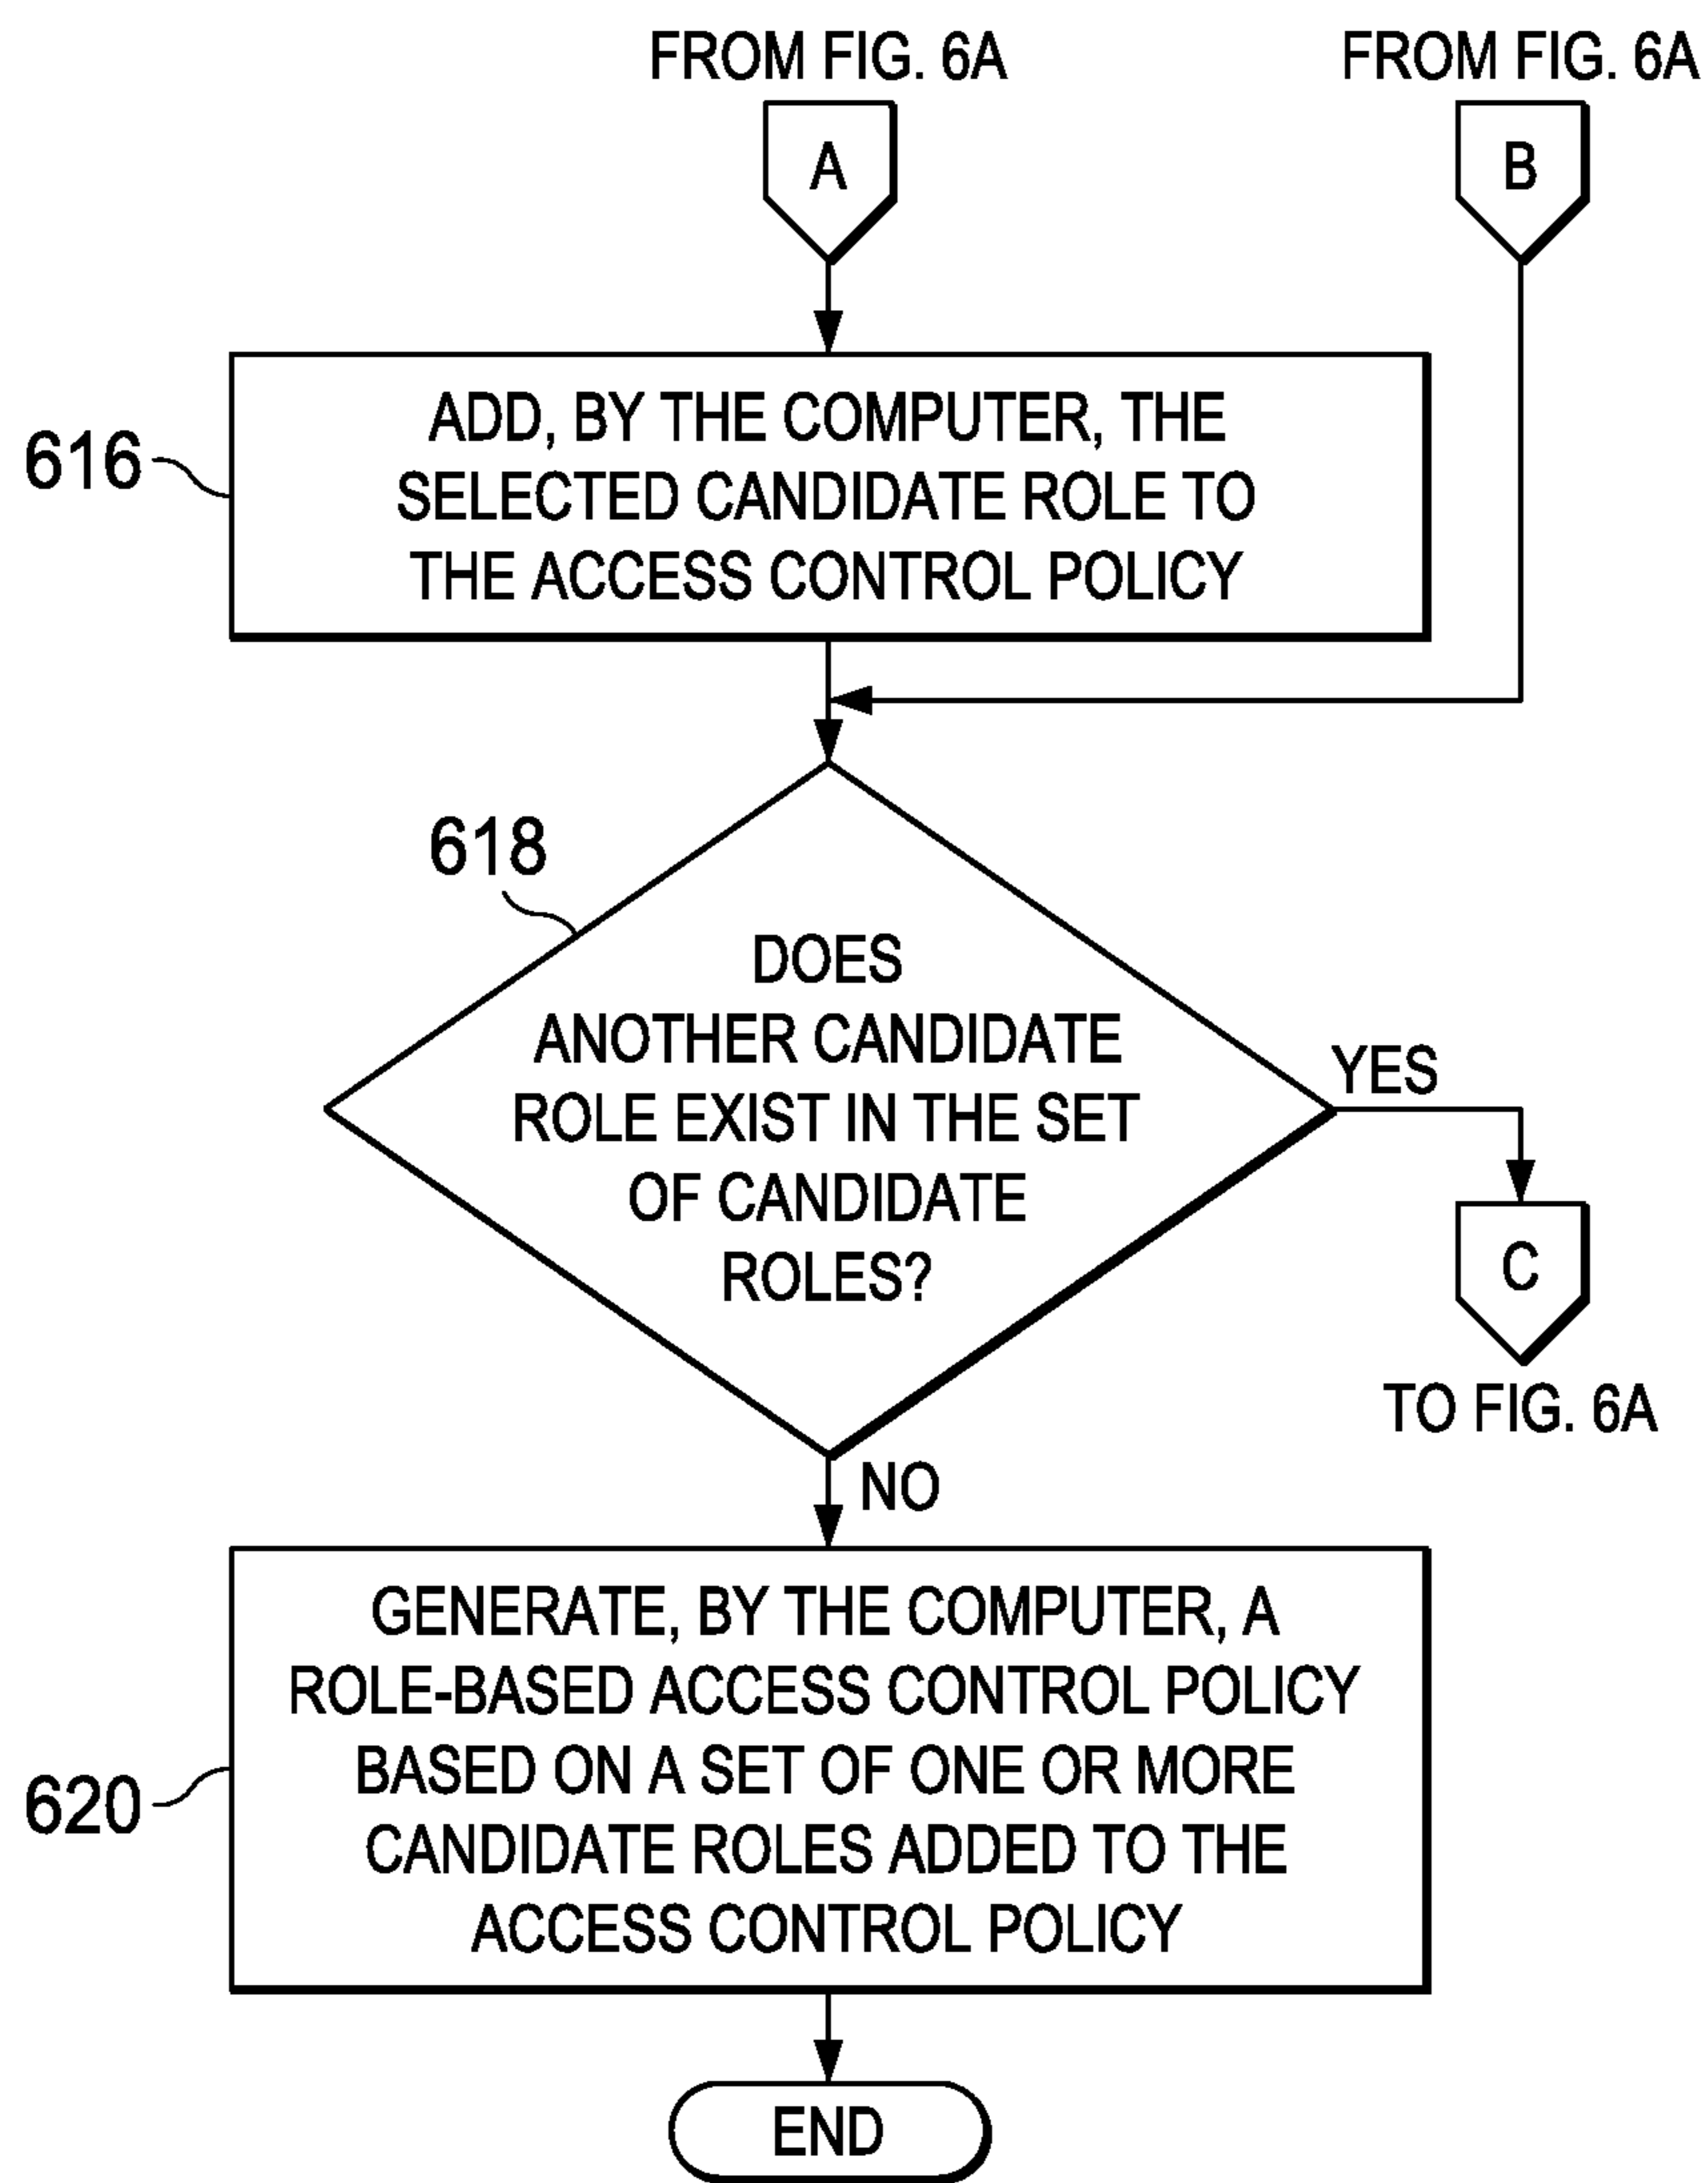 FROM FIG. 6A
FROM FIG. 6A
A
B
ADD, BY THE COMPUTER, THE
SELECTED CANDIDATE ROLE TO
THE ACCESS CONTROL POLICY
616
618
DOES
ANOTHER CANDIDATE
ROLE EXIST IN THE SET
OF CANDIDATE
ROLES?
YES
C
TO FIG. 6A
NO
GENERATE, BY THE COMPUTER, A
ROLE-BASED ACCESS CONTROL POLICY
BASED ON A SET OF ONE OR MORE
CANDIDATE ROLES ADDED TO THE
ACCESS CONTROL POLICY
620
END